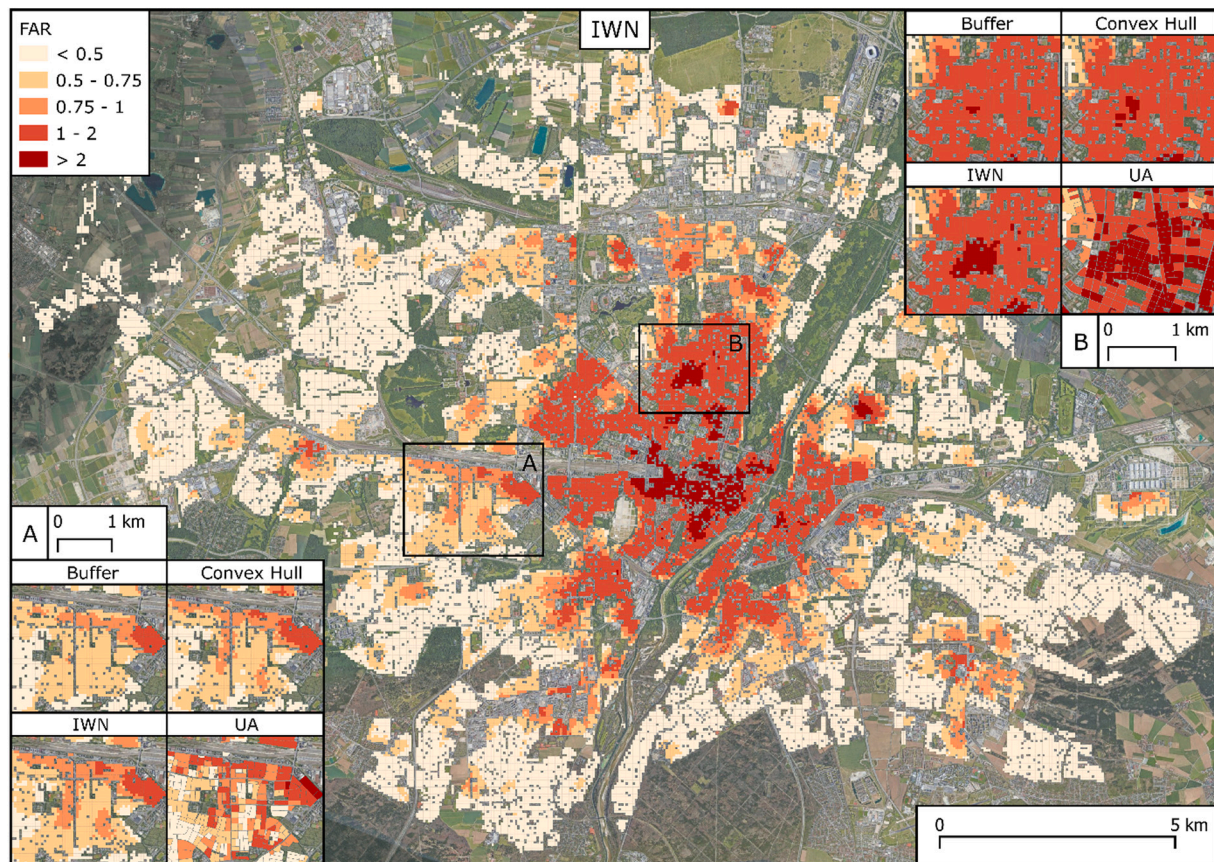 FAR
< 0.5
0.5 - 0.75
0.75 - 1
1 - 2
> 2
IWN
Buffer Convex Hull
IWN UA
B 0 1 km
B
A
A 0 1 km
Buffer Convex Hull
IWN UA
0 5 km